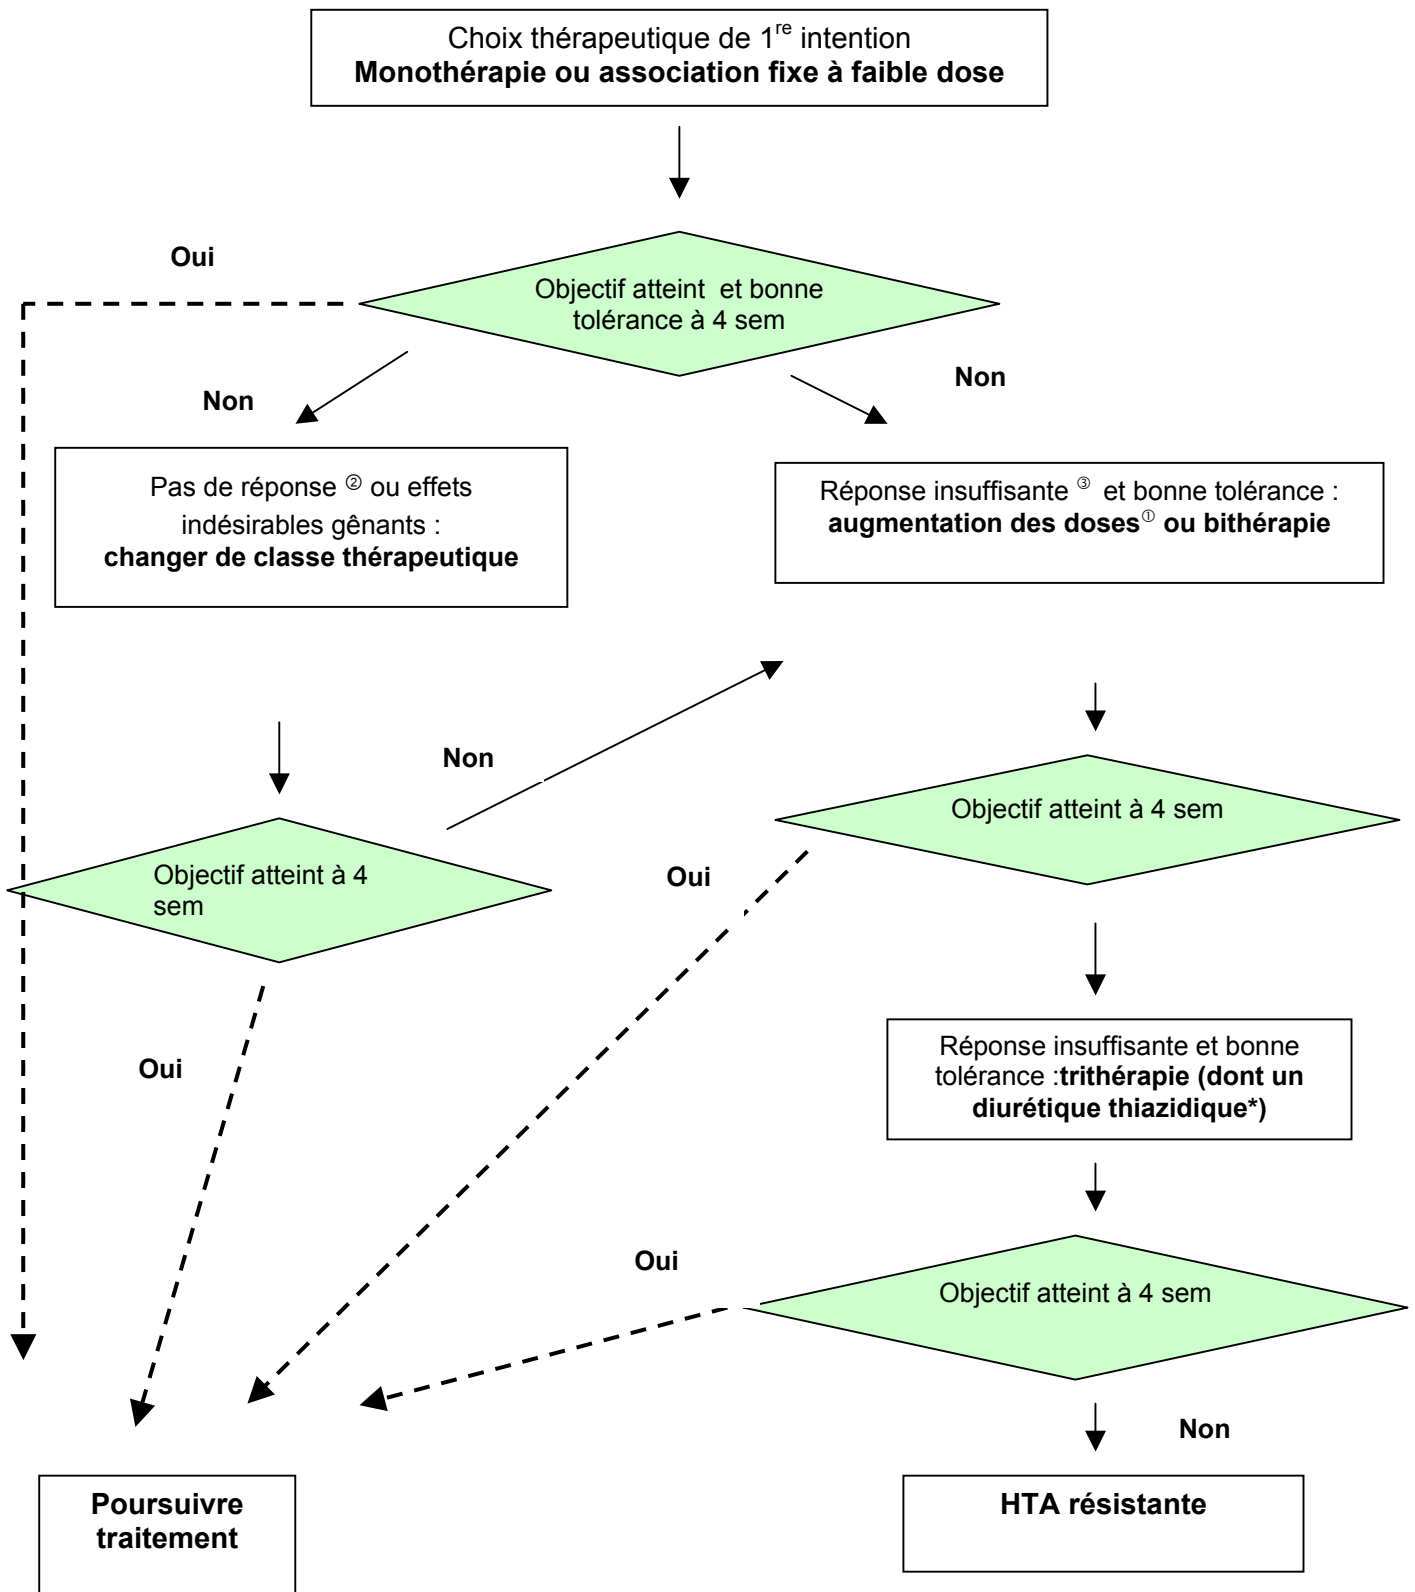 Choix thérapeutique de 1re intention
Monothérapie ou association fixe à faible dose
Oui
Objectif atteint et bonne
tolérance à 4 sem
Non
Non
Pas de réponse ② ou effets
indésirables gênants :
changer de classe thérapeutique
Réponse insuffisante ③ et bonne tolérance :
augmentation des doses① ou bithérapie
Non
Objectif atteint à 4 sem
Objectif atteint à 4
sem
Oui
Oui
Réponse insuffisante et bonne
tolérance :trithérapie (dont un
diurétique thiazidique*)
Oui
Objectif atteint à 4 sem
Non
Poursuivre
traitement
HTA résistante